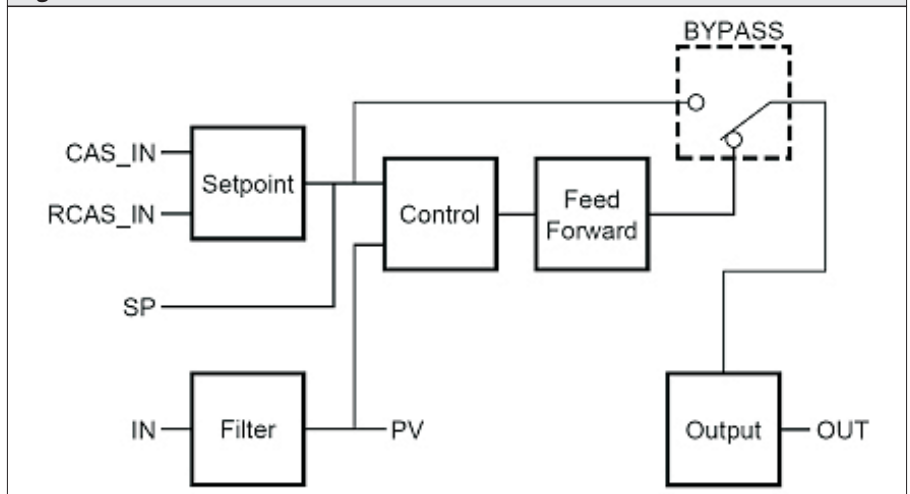 BYPASS
CAS_IN
Setpoint
RCAS_IN
Control
Feed
Forward
SP
IN
Filter
PV
Output
OUT